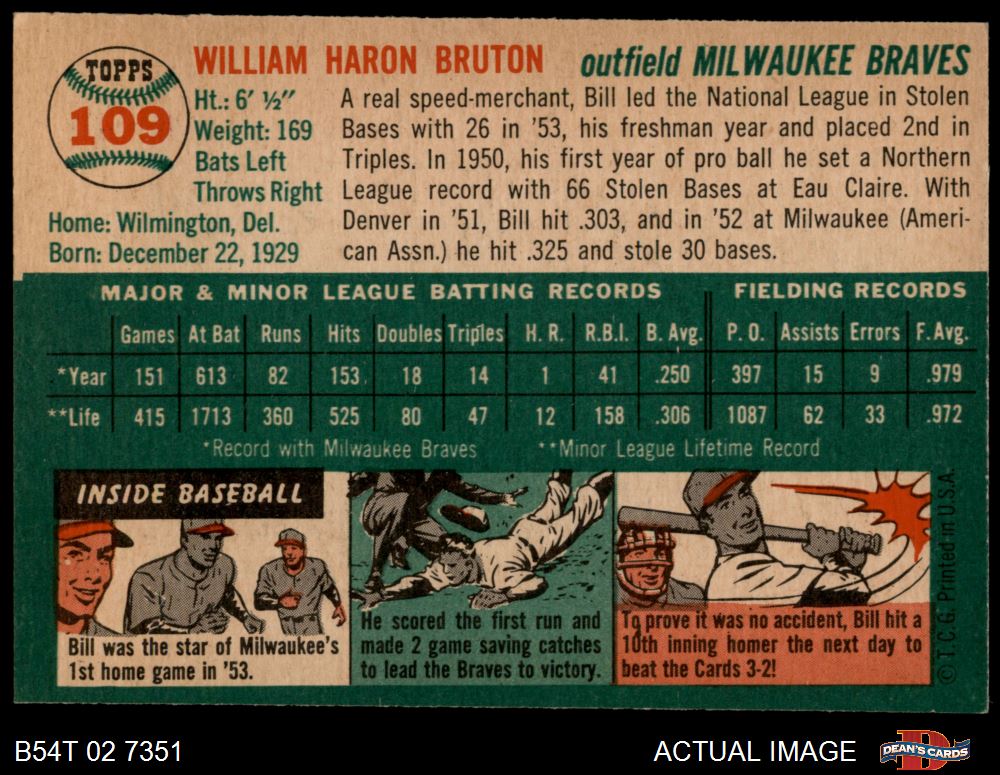 TOPPS
109
WILLIAM HARON BRUTON
outfield MILWAUKEE BRAVES
Ht.: 6' ½"
Weight: 169
Bats Left
Throws Right
Home: Wilmington, Del.
Born: December 22, 1929
A real speed-merchant, Bill led the National League in Stolen
Bases with 26 in '53, his freshman year and placed 2nd in
Triples. In 1950, his first year of pro ball he set a Northern
League record with 66 Stolen Bases at Eau Claire. With
Denver in '51, Bill hit .303, and in '52 at Milwaukee (Ameri-
can Assn.) he hit .325 and stole 30 bases.
MAJOR & MINOR LEAGUE BATTING RECORDS FIELDING RECORDS
Games At Bat Runs Hits Doubles Triples H. R. R.B.I. B. Avg. P. O. Assists Errors F. Avg.
*Year 151 613 82 153 18 14 1 41 .250 397 15 9 .979
**Life 415 1713 360 525 80 47 12 158 .306 1087 62 33 .972
*Record with Milwaukee Braves **Minor League Lifetime Record
INSIDE BASEBALL
Bill was the star of Milwaukee's
1st home game in '53.
He scored the first run and
made 2 game saving catches
to lead the Braves to victory.
To prove it was no accident, Bill hit a
10th inning homer the next day to
beat the Cards 3-2!
© T.C.G. Printed in U.S.A.
B54T 02 7351
ACTUAL IMAGE
DEAN'S CARDS